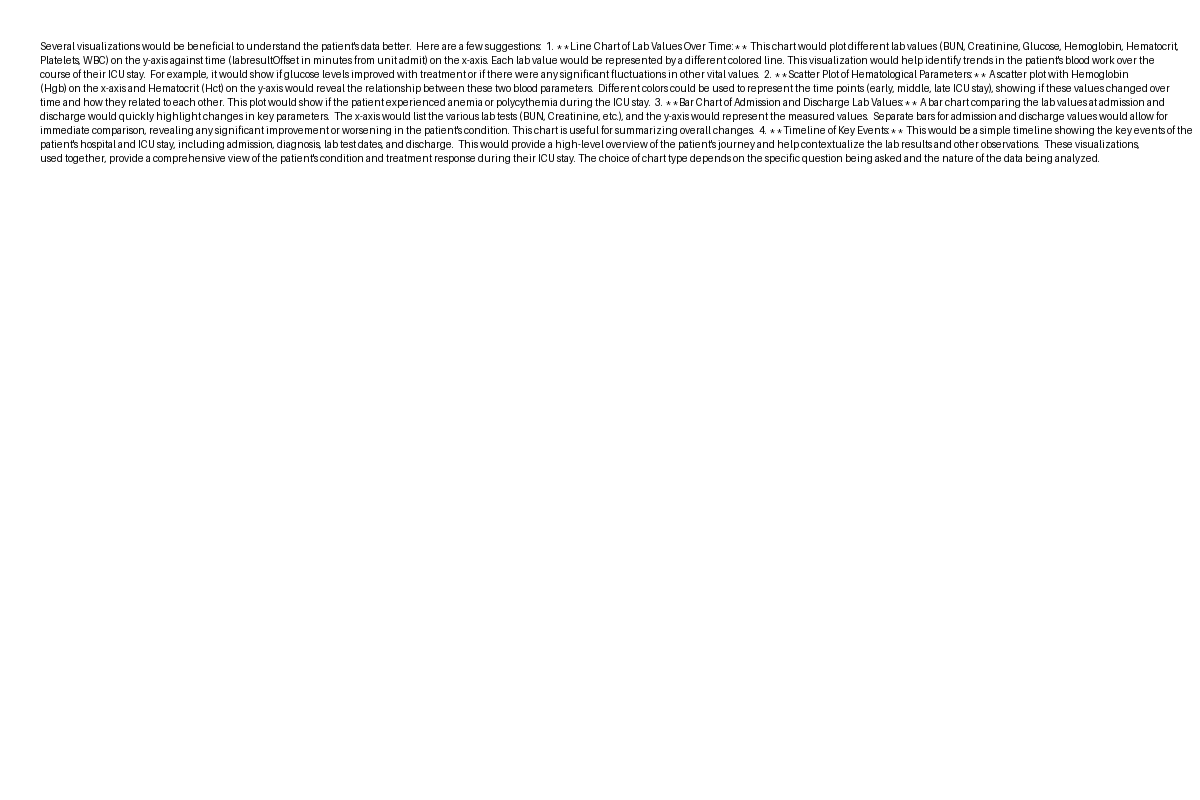 Several visualizations would be beneficial to understand the patient's data better.  Here are a few suggestions:  1. **Line Chart of Lab Values Over Time:** This chart would plot different lab values (BUN, Creatinine, Glucose, Hemoglobin, Hematocrit,
Platelets, WBC) on the y-axis against time (labresultOffset in minutes from unit admit) on the x-axis. Each lab value would be represented by a different colored line. This visualization would help identify trends in the patient's blood work over the
course of their ICU stay.  For example, it would show if glucose levels improved with treatment or if there were any significant fluctuations in other vital values.  2. **Scatter Plot of Hematological Parameters:** A scatter plot with Hemoglobin
(Hgb) on the x-axis and Hematocrit (Hct) on the y-axis would reveal the relationship between these two blood parameters.  Different colors could be used to represent the time points (early, middle, late ICU stay), showing if these values changed over
time and how they related to each other. This plot would show if the patient experienced anemia or polycythemia during the ICU stay.  3. **Bar Chart of Admission and Discharge Lab Values:** A bar chart comparing the lab values at admission and
discharge would quickly highlight changes in key parameters.  The x-axis would list the various lab tests (BUN, Creatinine, etc.), and the y-axis would represent the measured values.  Separate bars for admission and discharge values would allow for
immediate comparison, revealing any significant improvement or worsening in the patient's condition. This chart is useful for summarizing overall changes.  4. **Timeline of Key Events:** This would be a simple timeline showing the key events of the
patient's hospital and ICU stay, including admission, diagnosis, lab test dates, and discharge.  This would provide a high-level overview of the patient's journey and help contextualize the lab results and other observations.  These visualizations,
used together, provide a comprehensive view of the patient's condition and treatment response during their ICU stay. The choice of chart type depends on the specific question being asked and the nature of the data being analyzed.